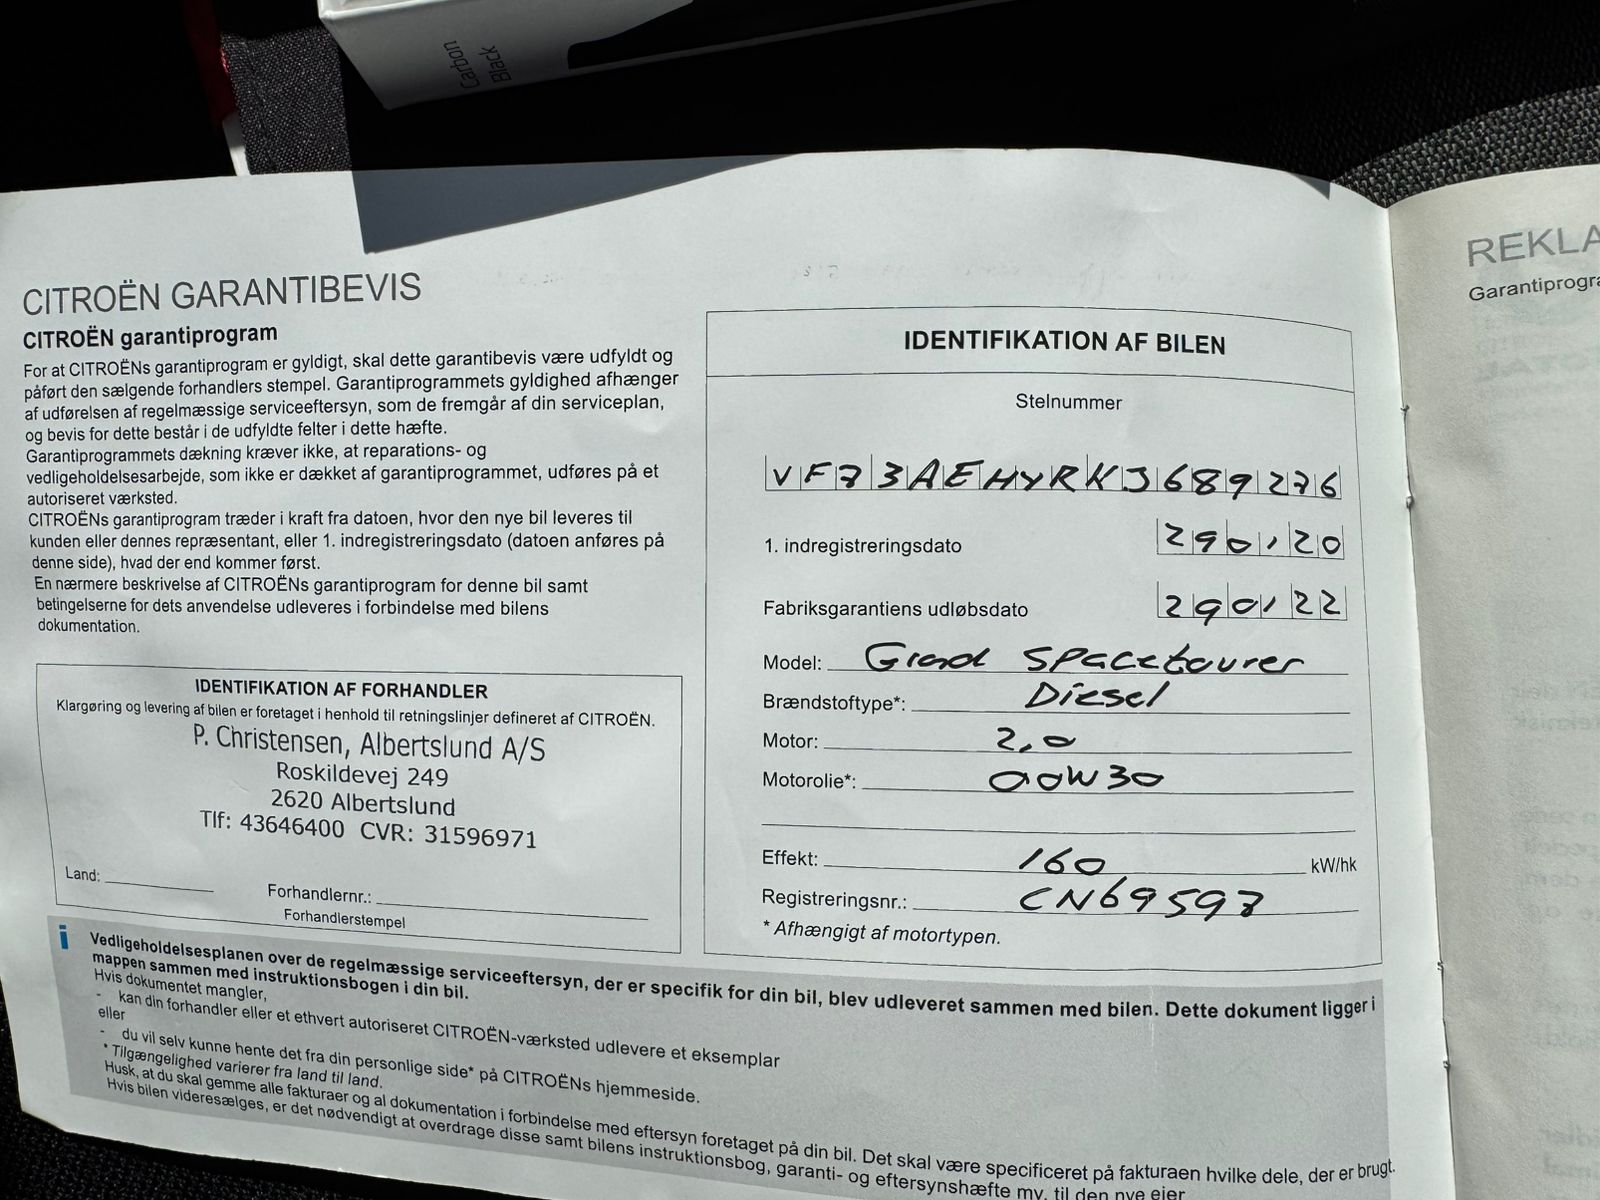 Carbon
Black
CITROËN GARANTIBEVIS
CITROËN garantiprogram
For at CITROËNs garantiprogram er gyldigt, skal dette garantibevis være udfyldt og
påført den sælgende forhandlers stempel. Garantiprogrammets gyldighed afhænger
af udførelsen af regelmæssige serviceeftersyn, som de fremgår af din serviceplan,
og bevis for dette består i de udfyldte felter i dette hæfte.
Garantiprogrammets dækning kræver ikke, at reparations- og
vedligeholdelsesarbejde, som ikke er dækket af garantiprogrammet, udføres på et
autoriseret værksted.
CITROËNs garantiprogram træder i kraft fra datoen, hvor den nye bil leveres til
kunden eller dennes repræsentant, eller 1. indregistreringsdato (datoen anføres på
denne side), hvad der end kommer først.
En nærmere beskrivelse af CITROËNs garantiprogram for denne bil samt
betingelserne for dets anvendelse udleveres i forbindelse med bilens
dokumentation.
IDENTIFIKATION AF FORHANDLER
Klargøring og levering af bilen er foretaget i henhold til retningslinjer defineret af CITROËN.
P. Christensen, Albertslund A/S
Roskildevej 249
2620 Albertslund
Tlf: 43646400 CVR: 31596971
Land:
Forhandlernr.:
Forhandlerstempel
IDENTIFIKATION AF BILEN
Stelnummer
VF73AEHYRKJ689276
1. indregistreringsdato 290120
Fabriksgarantiens udløbsdato 290122
Model: Grand Spacetourer
Brændstoftype*: Diesel
Motor: 2,0
Motorolie*: 00W30
Effekt: 160 kW/hk
Registreringsnr.: CN69597
* Afhængigt af motortypen.
i Vedligeholdelsesplanen over de regelmæssige serviceeftersyn, der er specifik for din bil, blev udleveret sammen med bilen. Dette dokument ligger i
mappen sammen med instruktionsbogen i din bil.
Hvis dokumentet mangler,
- kan din forhandler eller et ethvert autoriseret CITROËN-værksted udlevere et eksemplar
eller
- du vil selv kunne hente det fra din personlige side* på CITROËNs hjemmeside.
* Tilgængelighed varierer fra land til land.
Husk, at du skal gemme alle fakturaer og al dokumentation i forbindelse med eftersyn foretaget på din bil. Det skal være specificeret på fakturaen hvilke dele, der er brugt.
Hvis bilen videresælges, er det nødvendigt at overdrage disse samt bilens instruktionsbog, garanti- og eftersynshæfte mv. til den nye ejer
REKLA
Garantiprogra